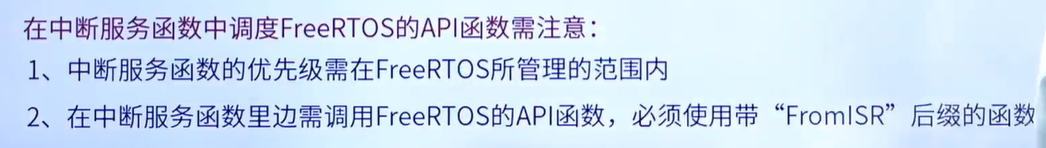 在中断服务函数中调度FreeRTOS的API函数需注意：
1、中断服务函数的优先级需在FreeRTOS所管理的范围内
2、在中断服务函数里边需调用FreeRTOS的API函数，必须使用带“FromISR”后缀的函数